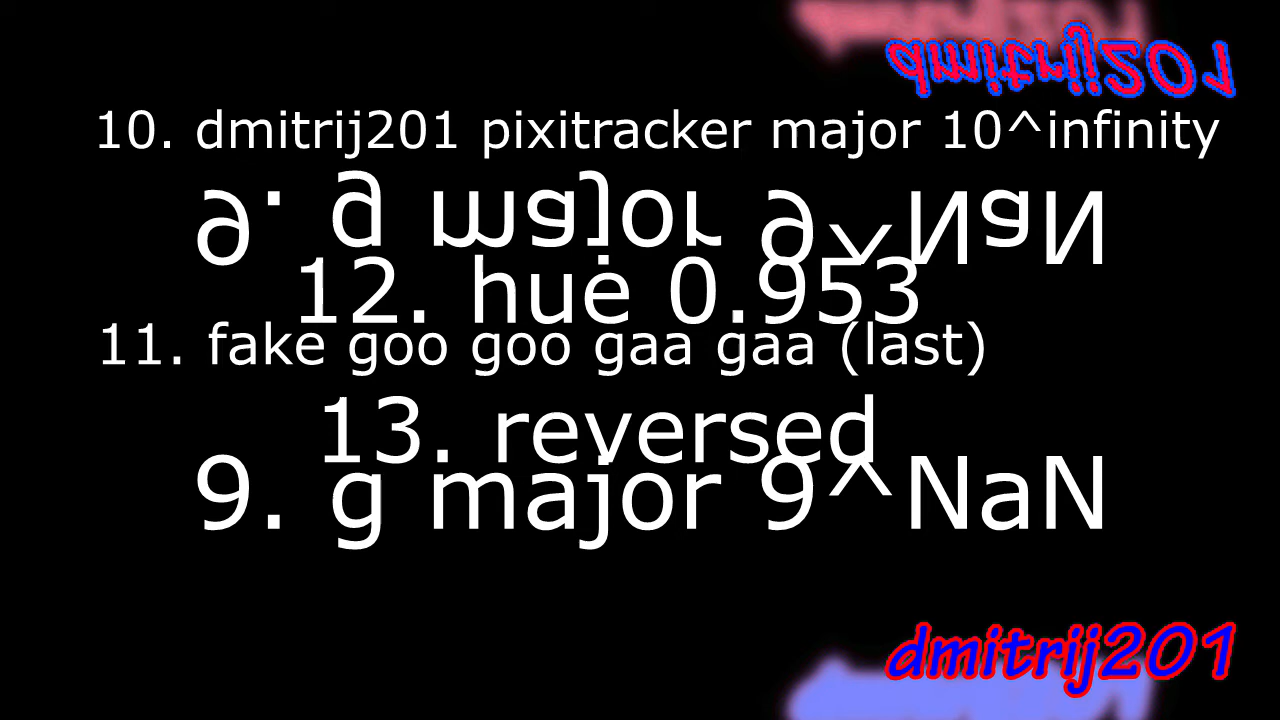 dmitrij201
10. dmitrij201 pixitracker major 10^infinity
9. g major 9^NaN
12. hue 0.953
11. fake goo goo gaa gaa (last)
13. reversed
9. g major 9^NaN
dmitrij201